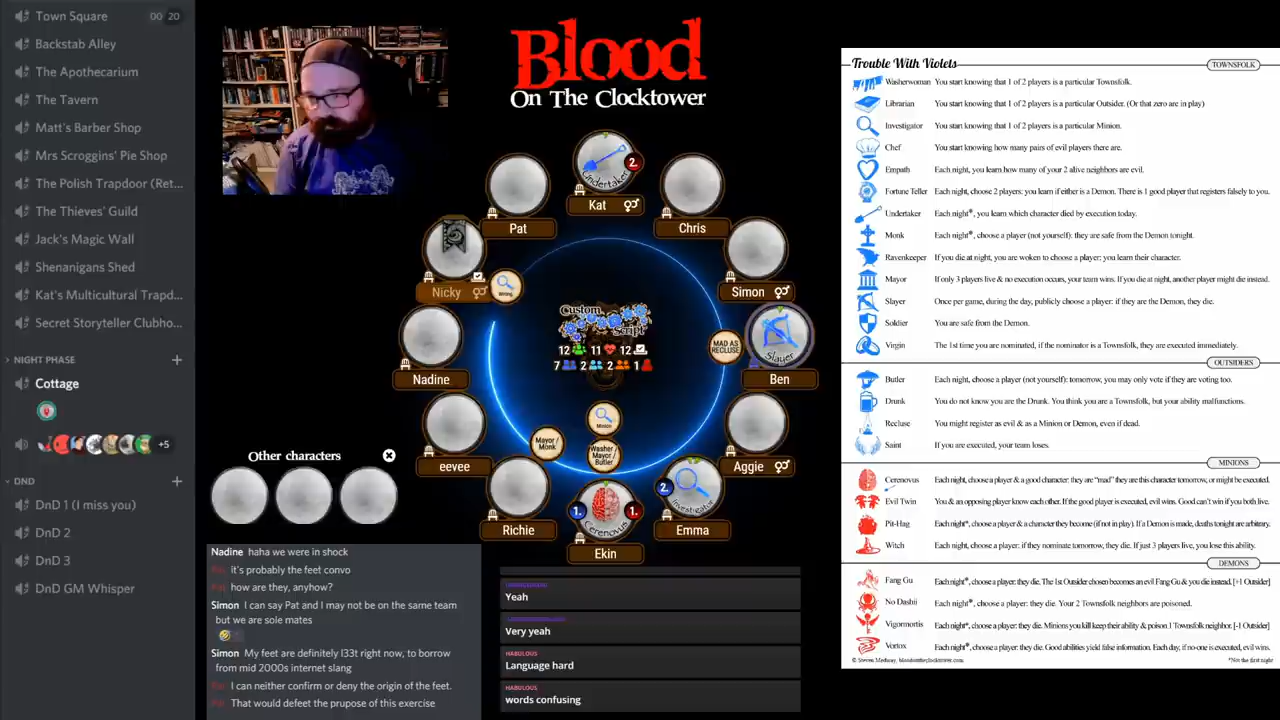 Town Square 00 20
Backstab Alley
The Apothecarium
The Tavern
Matt's Barber Shop
Mrs Scroggins' Pie Shop
The Polish Trapdoor (Ret...
The Thieves' Guild
Jack's Magic Wall
Shenanigans Shed
's Multicultural Trapd...
Storyteller Clubho...
NIGHT PHASE
Cottage
+5
DND
DnD 2
DnD 3
DnD GM Whisper
Blood
On The Clocktower
Undertaker
2.
Kat
Pat
Chris
Nicky
Wrong
Simon
Custom
Script
12 11 12
7 2 2 1
MAD AS
RECLUSE
Slayer
Nadine
Ben
Minion
Mayor /
Monk
Washer /
Mayor /
Butler
eevee
Aggie
2.
Investigator
1.
1.
Cerenovus
Richie
Emma
Ekin
Other characters
Nadine haha we were in shock
it's probably the feet convo
how are they, anyhow?
Simon I can say Pat and I may not be on the same team
but we are sole mates
Simon My feet are definitely l33t right now, to borrow
from mid 2000s internet slang
I can neither confirm or deny the origin of the feet.
That would defeat the prupose of this exercise
Yeah
Very yeah
HABULOUS
Language hard
HABULOUS
words confusing
Trouble With Violets
TOWNSFOLK
Washerwoman You start knowing that 1 of 2 players is a particular Townsfolk.
Librarian You start knowing that 1 of 2 players is a particular Outsider. (Or that zero are in play)
Investigator You start knowing that 1 of 2 players is a particular Minion.
Chef You start knowing how many pairs of evil players there are.
Empath Each night, you learn how many of your 2 alive neighbors are evil.
Fortune Teller Each night, choose 2 players: you learn if either is a Demon. There is 1 good player that registers falsely to you.
Undertaker Each night*, you learn which character died by execution today.
Monk Each night*, choose a player (not yourself): they are safe from the Demon tonight.
Ravenkeeper If you die at night, you are woken to choose a player: you learn their character.
Mayor If only 3 players live & no execution occurs, your team wins. If you die at night, another player might die instead.
Slayer Once per game, during the day, publicly choose a player: if they are the Demon, they die.
Soldier You are safe from the Demon.
Virgin The 1st time you are nominated, if the nominator is a Townsfolk, they are executed immediately.
OUTSIDERS
Butler Each night, choose a player (not yourself): tomorrow, you may only vote if they are voting too.
Drunk You do not know you are the Drunk. You think you are a Townsfolk, but your ability malfunctions.
Recluse You might register as evil & as a Minion or Demon, even if dead.
Saint If you are executed, your team loses.
MINIONS
Cerenovus Each night, choose a player & a good character: they are "mad" they are this character tomorrow, or might be executed.
Evil Twin You & an opposing player know each other. If the good player is executed, evil wins. Good can't win if you both live.
Pit-Hag Each night*, choose a player & a character they become (if not in play). If a Demon is made, deaths tonight are arbitrary.
Witch Each night, choose a player: if they nominate tomorrow, they die. If just 3 players live, you lose this ability.
DEMONS
Fang Gu Each night*, choose a player: they die. The 1st Outsider chosen becomes an evil Fang Gu & you die instead. [+1 Outsider]
No Dashii Each night*, choose a player: they die. Your 2 Townsfolk neighbors are poisoned.
Vigormortis Each night*, choose a player: they die. Minions you kill keep their ability & poison 1 Townsfolk neighbor. [-1 Outsider]
Vortox Each night*, choose a player: they die. Good abilities yield false information. Each day, if no-one is executed, evil wins.
© Steven Medway, bloodontheclocktower.com *Not the first night